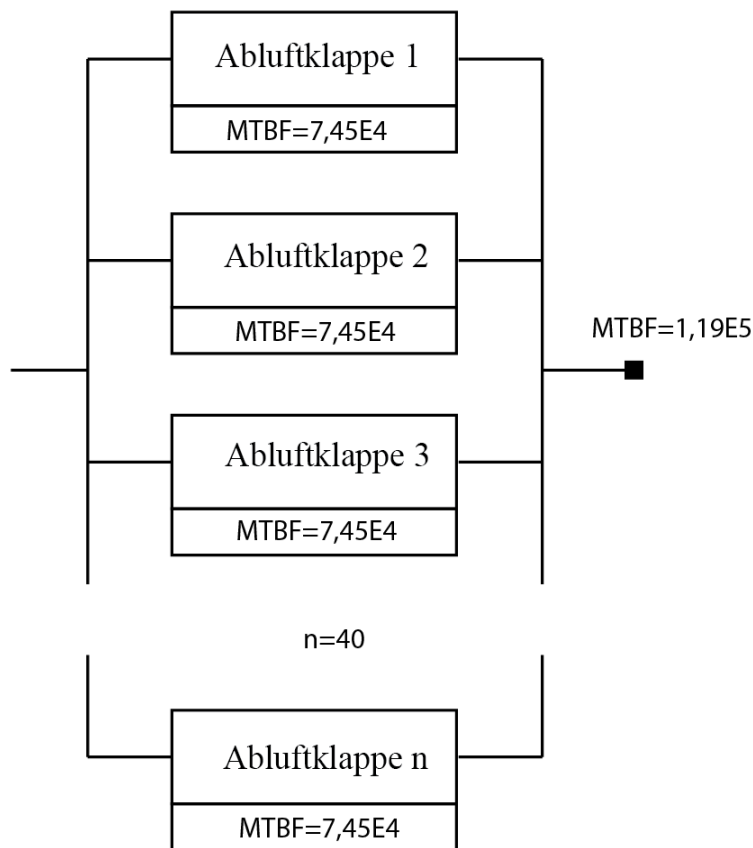 Abluftklappe 1
MTBF=7,45E4
Abluftklappe 2
MTBF=7,45E4
MTBF=1,19E5
Abluftklappe 3
MTBF=7,45E4
n=40
Abluftklappe n
MTBF=7,45E4